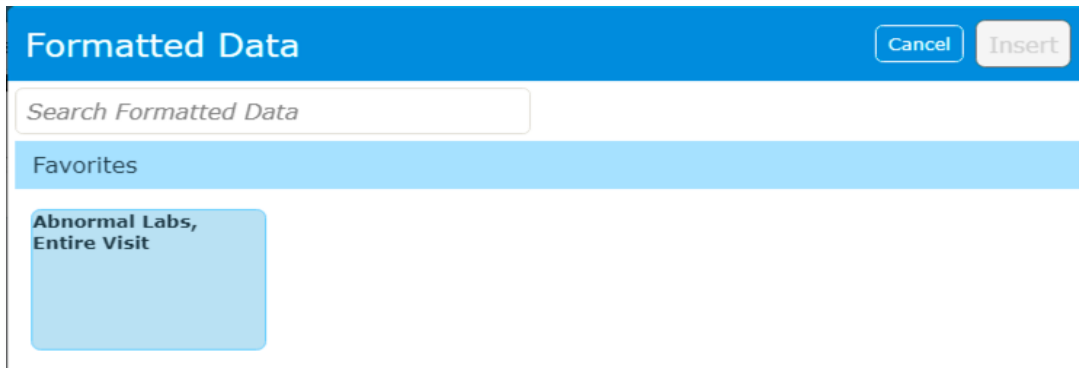 Formatted Data
Cancel
Insert
Search Formatted Data
Favorites
Abnormal Labs,
Entire Visit